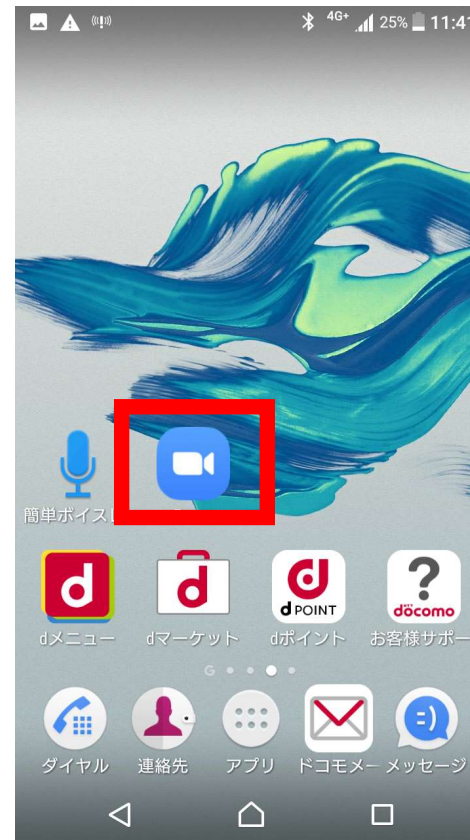 4G+ 25% 11:41
簡単ボイスレ
d d d POINT ? docomo
dメニュー dマーケット dポイント お客様サポー
G
ダイヤル 連絡先 アプリ ドコモメー メッセージ